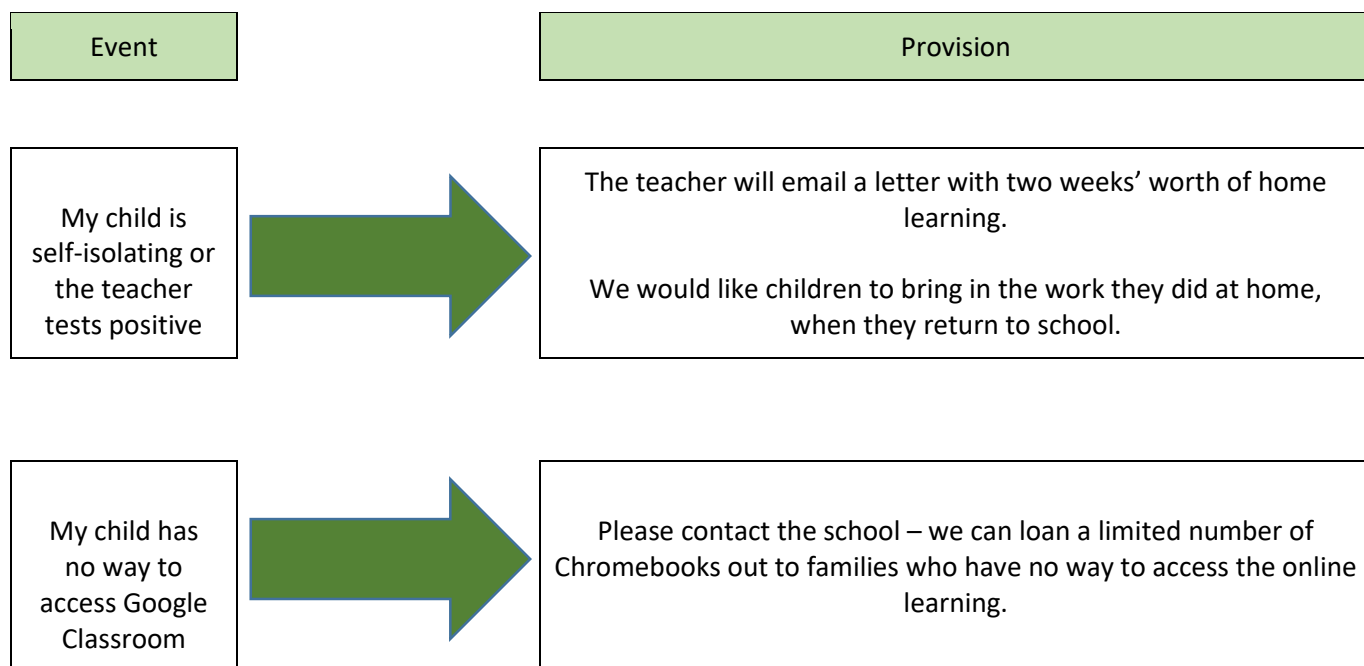 Event
Provision
My child is
self-isolating or
the teacher
tests positive
The teacher will email a letter with two weeks’ worth of home
learning.
We would like children to bring in the work they did at home,
when they return to school.
My child has
no way to
access Google
Classroom
Please contact the school – we can loan a limited number of
Chromebooks out to families who have no way to access the online
learning.